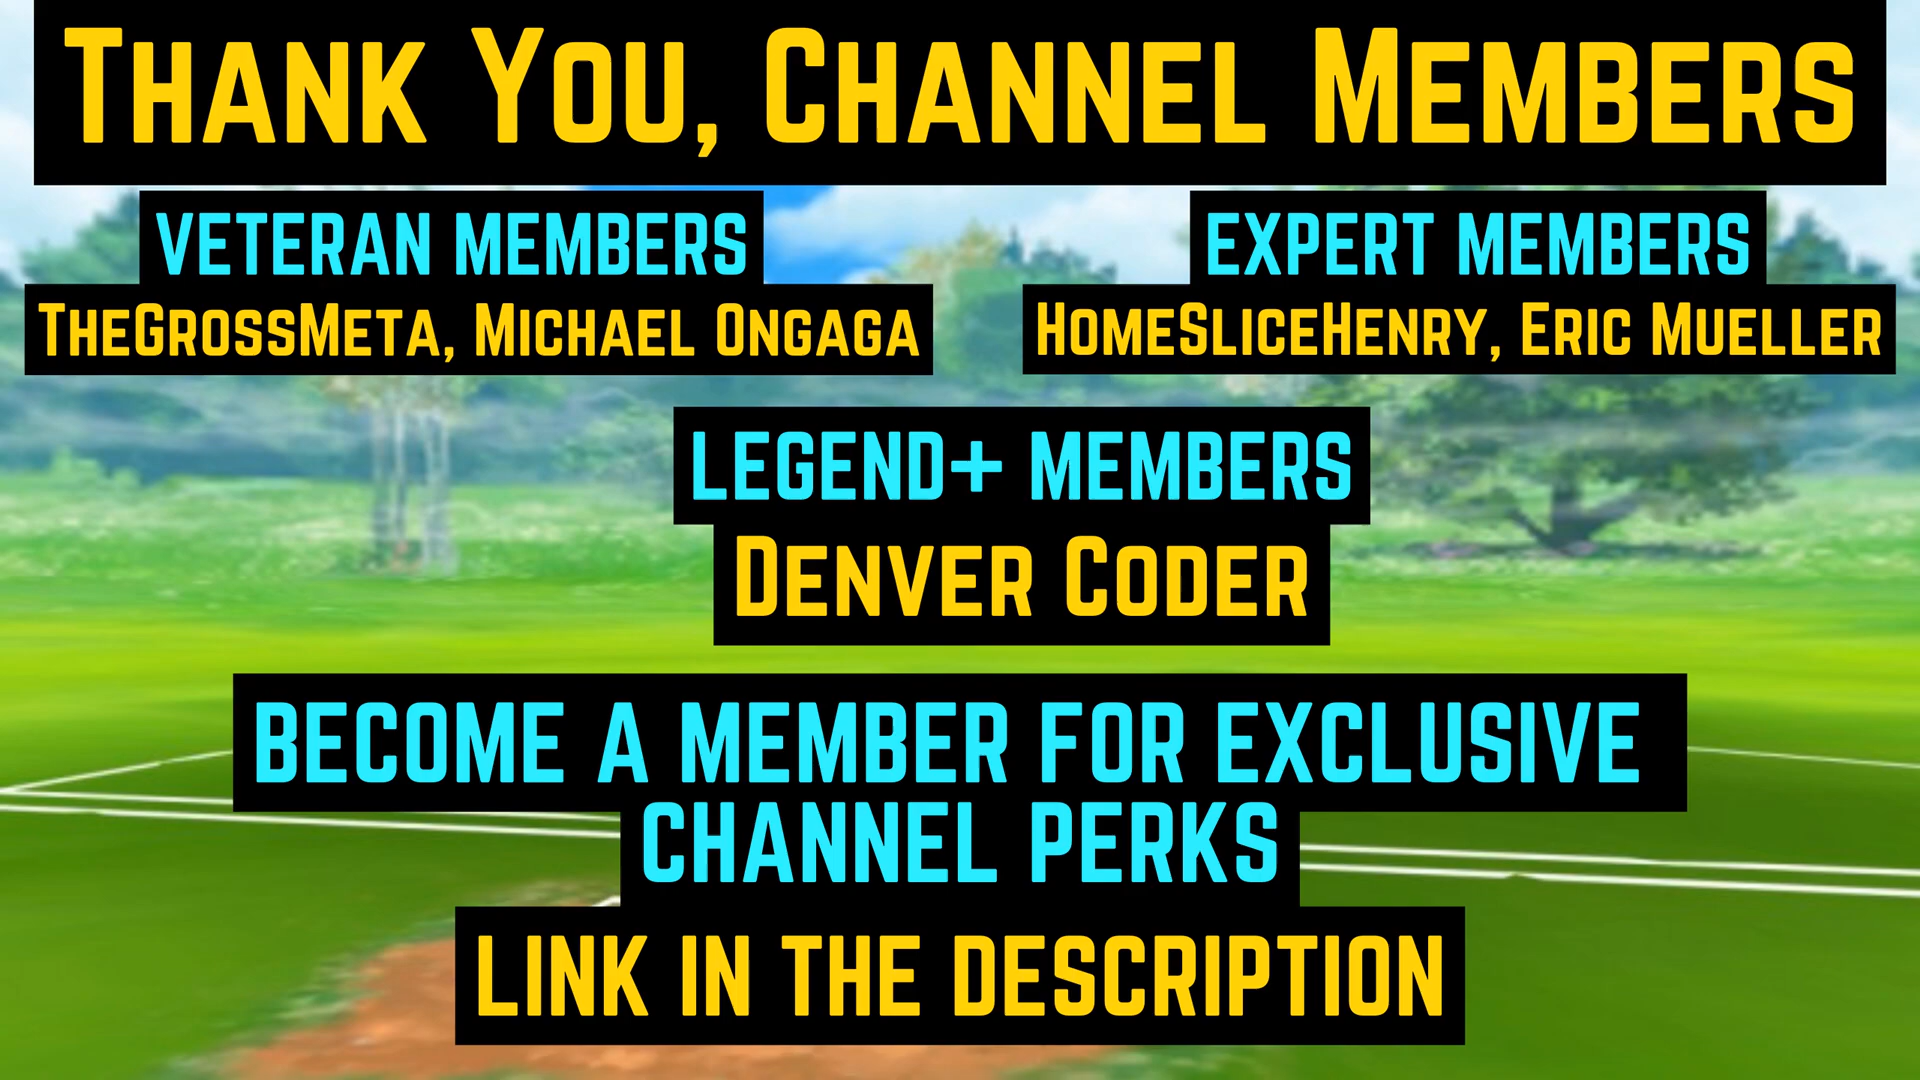 Thank You, Channel Members
VETERAN MEMBERS
TheGrossMeta, Michael Ongaga
EXPERT MEMBERS
HomeSliceHenry, Eric Mueller
LEGEND+ MEMBERS
Denver Coder
BECOME A MEMBER FOR EXCLUSIVE
CHANNEL PERKS
LINK IN THE DESCRIPTION